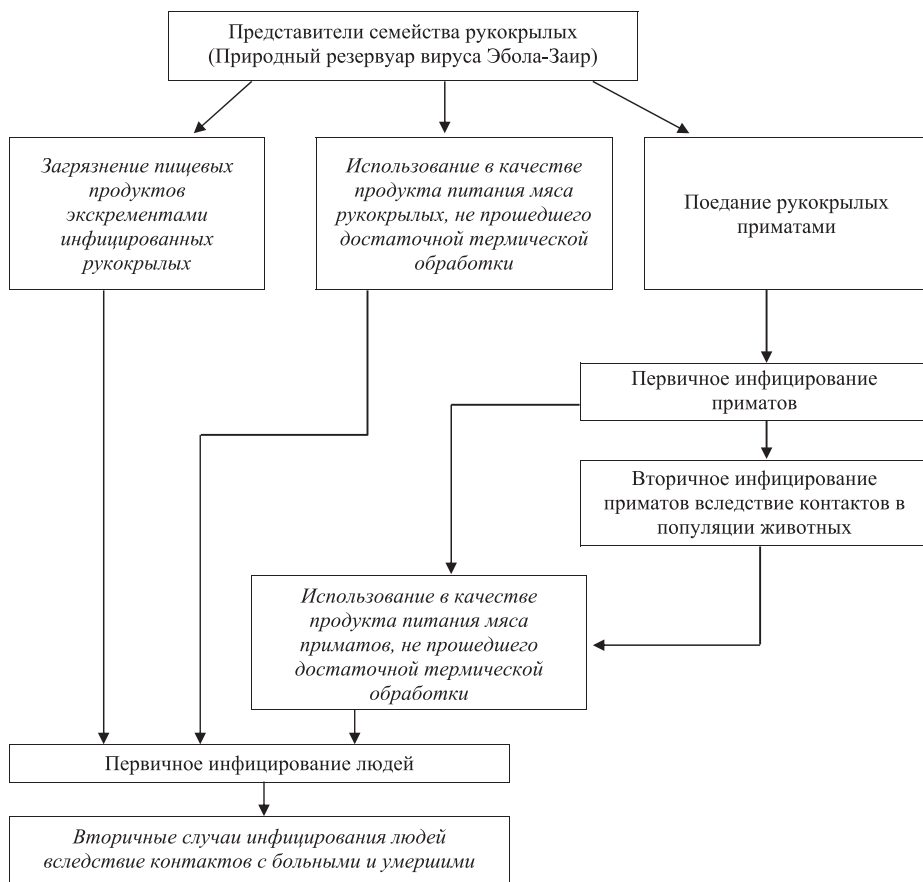 Представители семейства рукокрылых
(Природный резервуар вируса Эбола-Заир)
Загрязнение пищевых
продуктов
экскрементами
инфицированных
рукокрылых
Использование в качестве
продукта питания мяса
рукокрылых, не прошедшего
достаточной термической
обработки
Поедание рукокрылых
приматами
Первичное инфицирование
приматов
Вторичное инфицирование
приматов вследствие контактов в
популяции животных
Использование в качестве
продукта питания мяса
приматов, не прошедшего
достаточной термической
обработки
Первичное инфицирование людей
Вторичные случаи инфицирования людей
вследствие контактов с больными и умершими